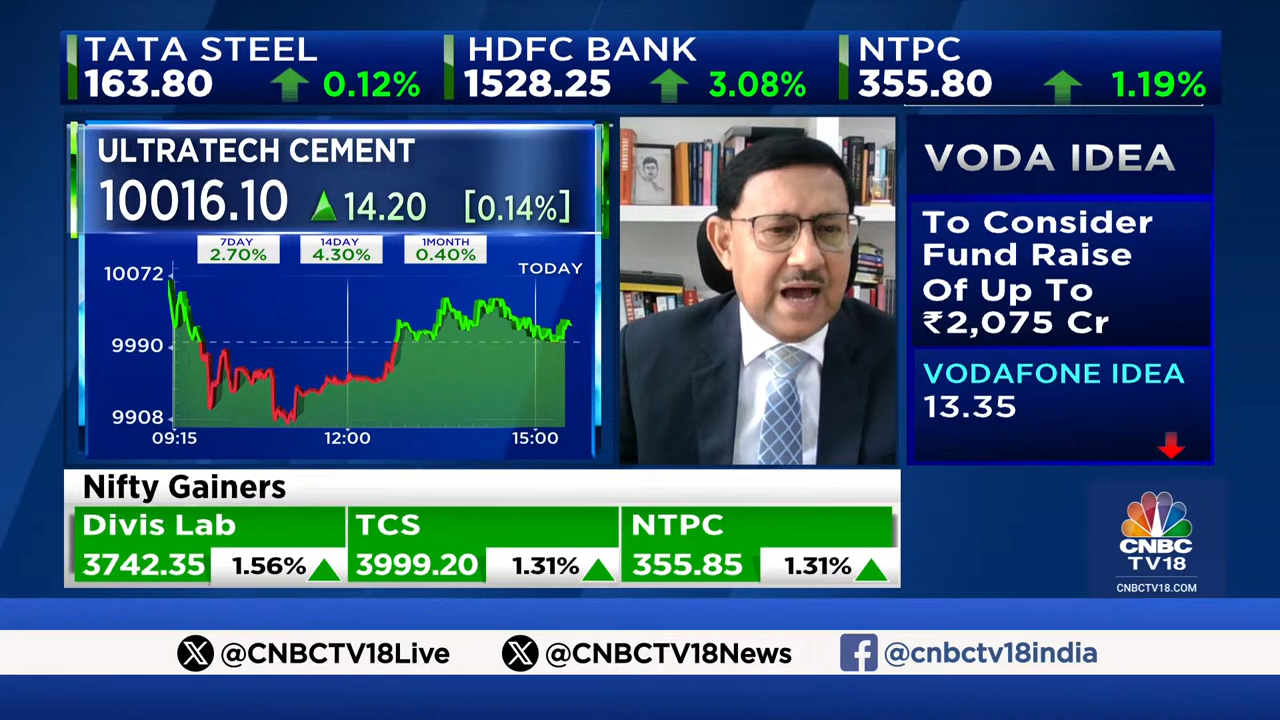 TATA STEEL
163.80 0.12%
HDFC BANK
1528.25 3.08%
NTPC
355.80 1.19%
ULTRATECH CEMENT
10016.10 14.20 [0.14%]
7DAY
2.70%
14DAY
4.30%
1MONTH
0.40%
TODAY
10072
9990
9908
09:15 12:00 15:00
VODA IDEA
To Consider
Fund Raise
Of Up To
₹2,075 Cr
VODAFONE IDEA
13.35
Nifty Gainers
Divis Lab
3742.35 1.56%
TCS
3999.20 1.31%
NTPC
355.85 1.31%
CNBC
TV18
CNBCTV18.COM
X @CNBCTV18Live
X @CNBCTV18News
f @cnbctv18india